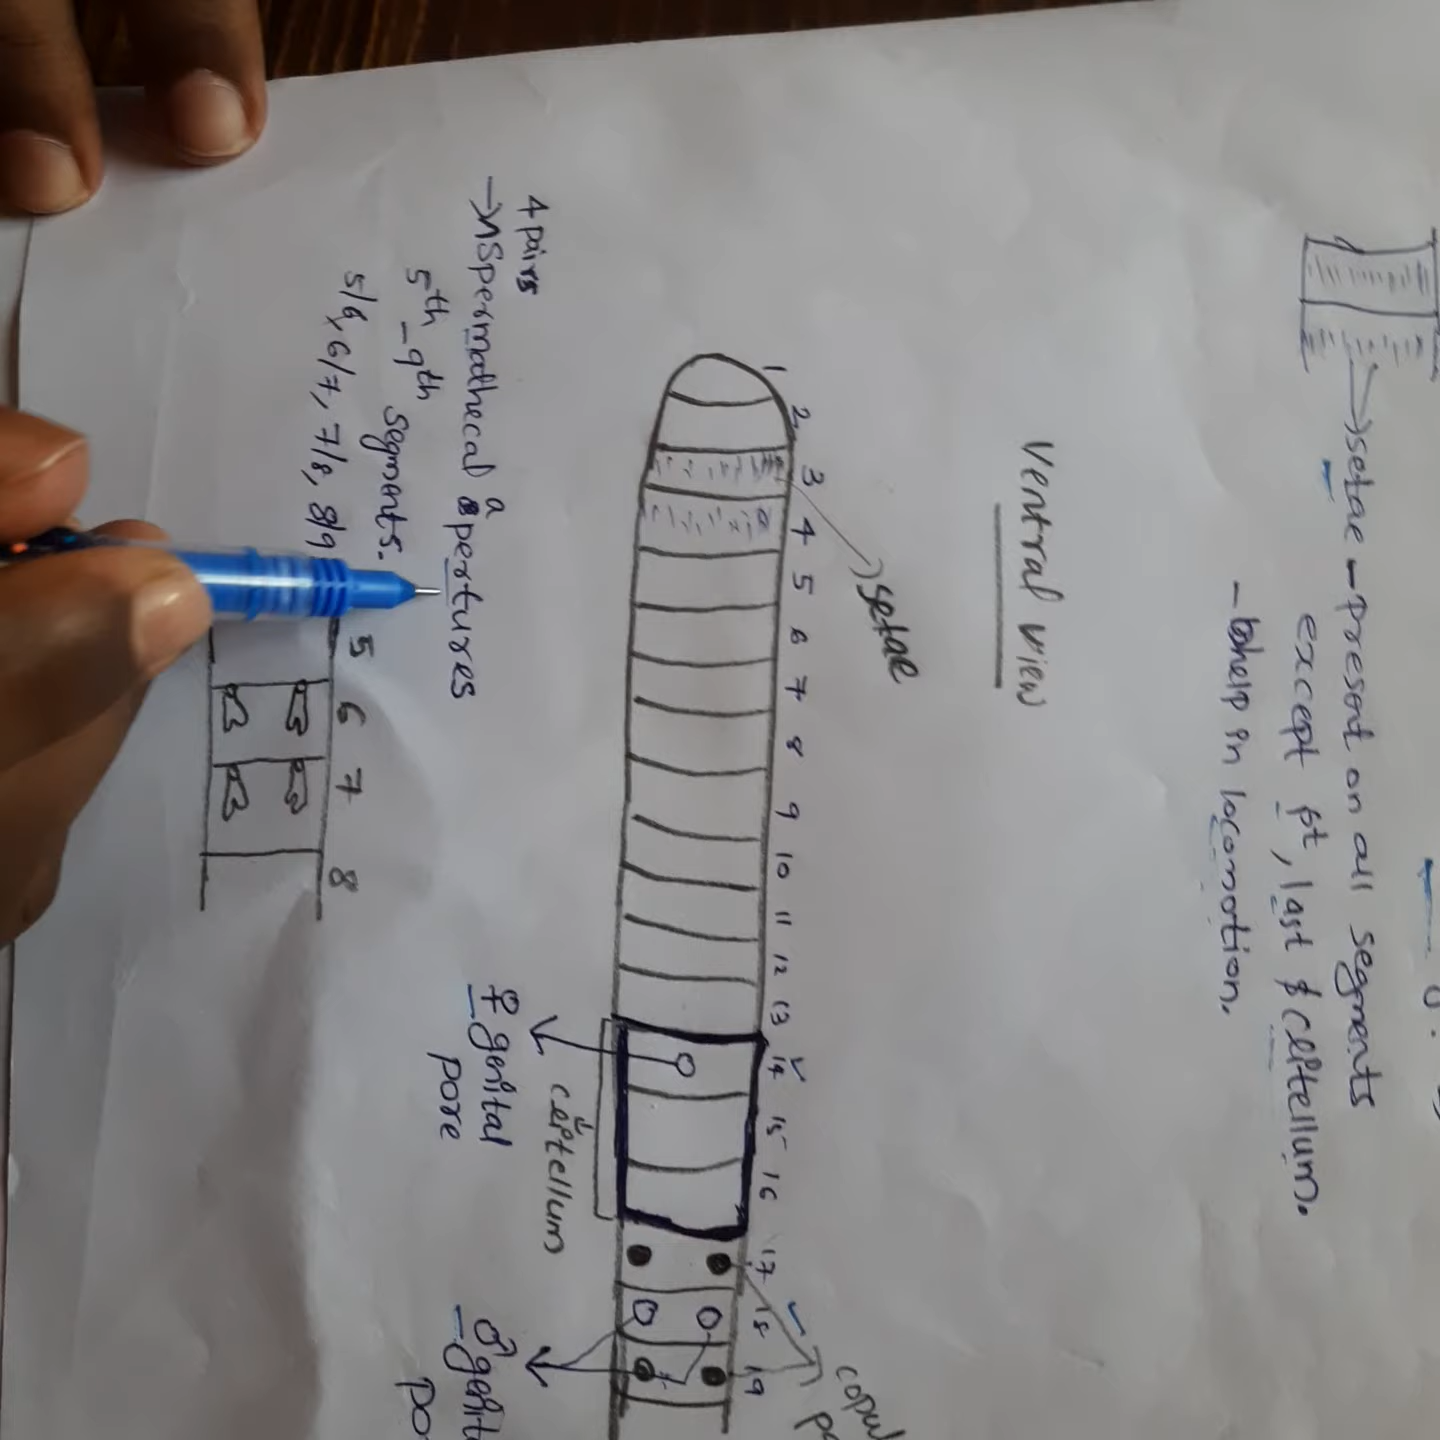 setae - present on all segments
except 1st, last & clitellum.
- help in locomotion.
Ventral view
setae
1
2
3
4
5
6
7
8
9
10
11
12
13
14
15
16
17
18
19
4 pairs
→ Spermathecal apertures
5th - 9th segments.
5/6, 6/7, 7/8, 8/9
5
6
7
8
clitellum
♀ genital
pore
♂